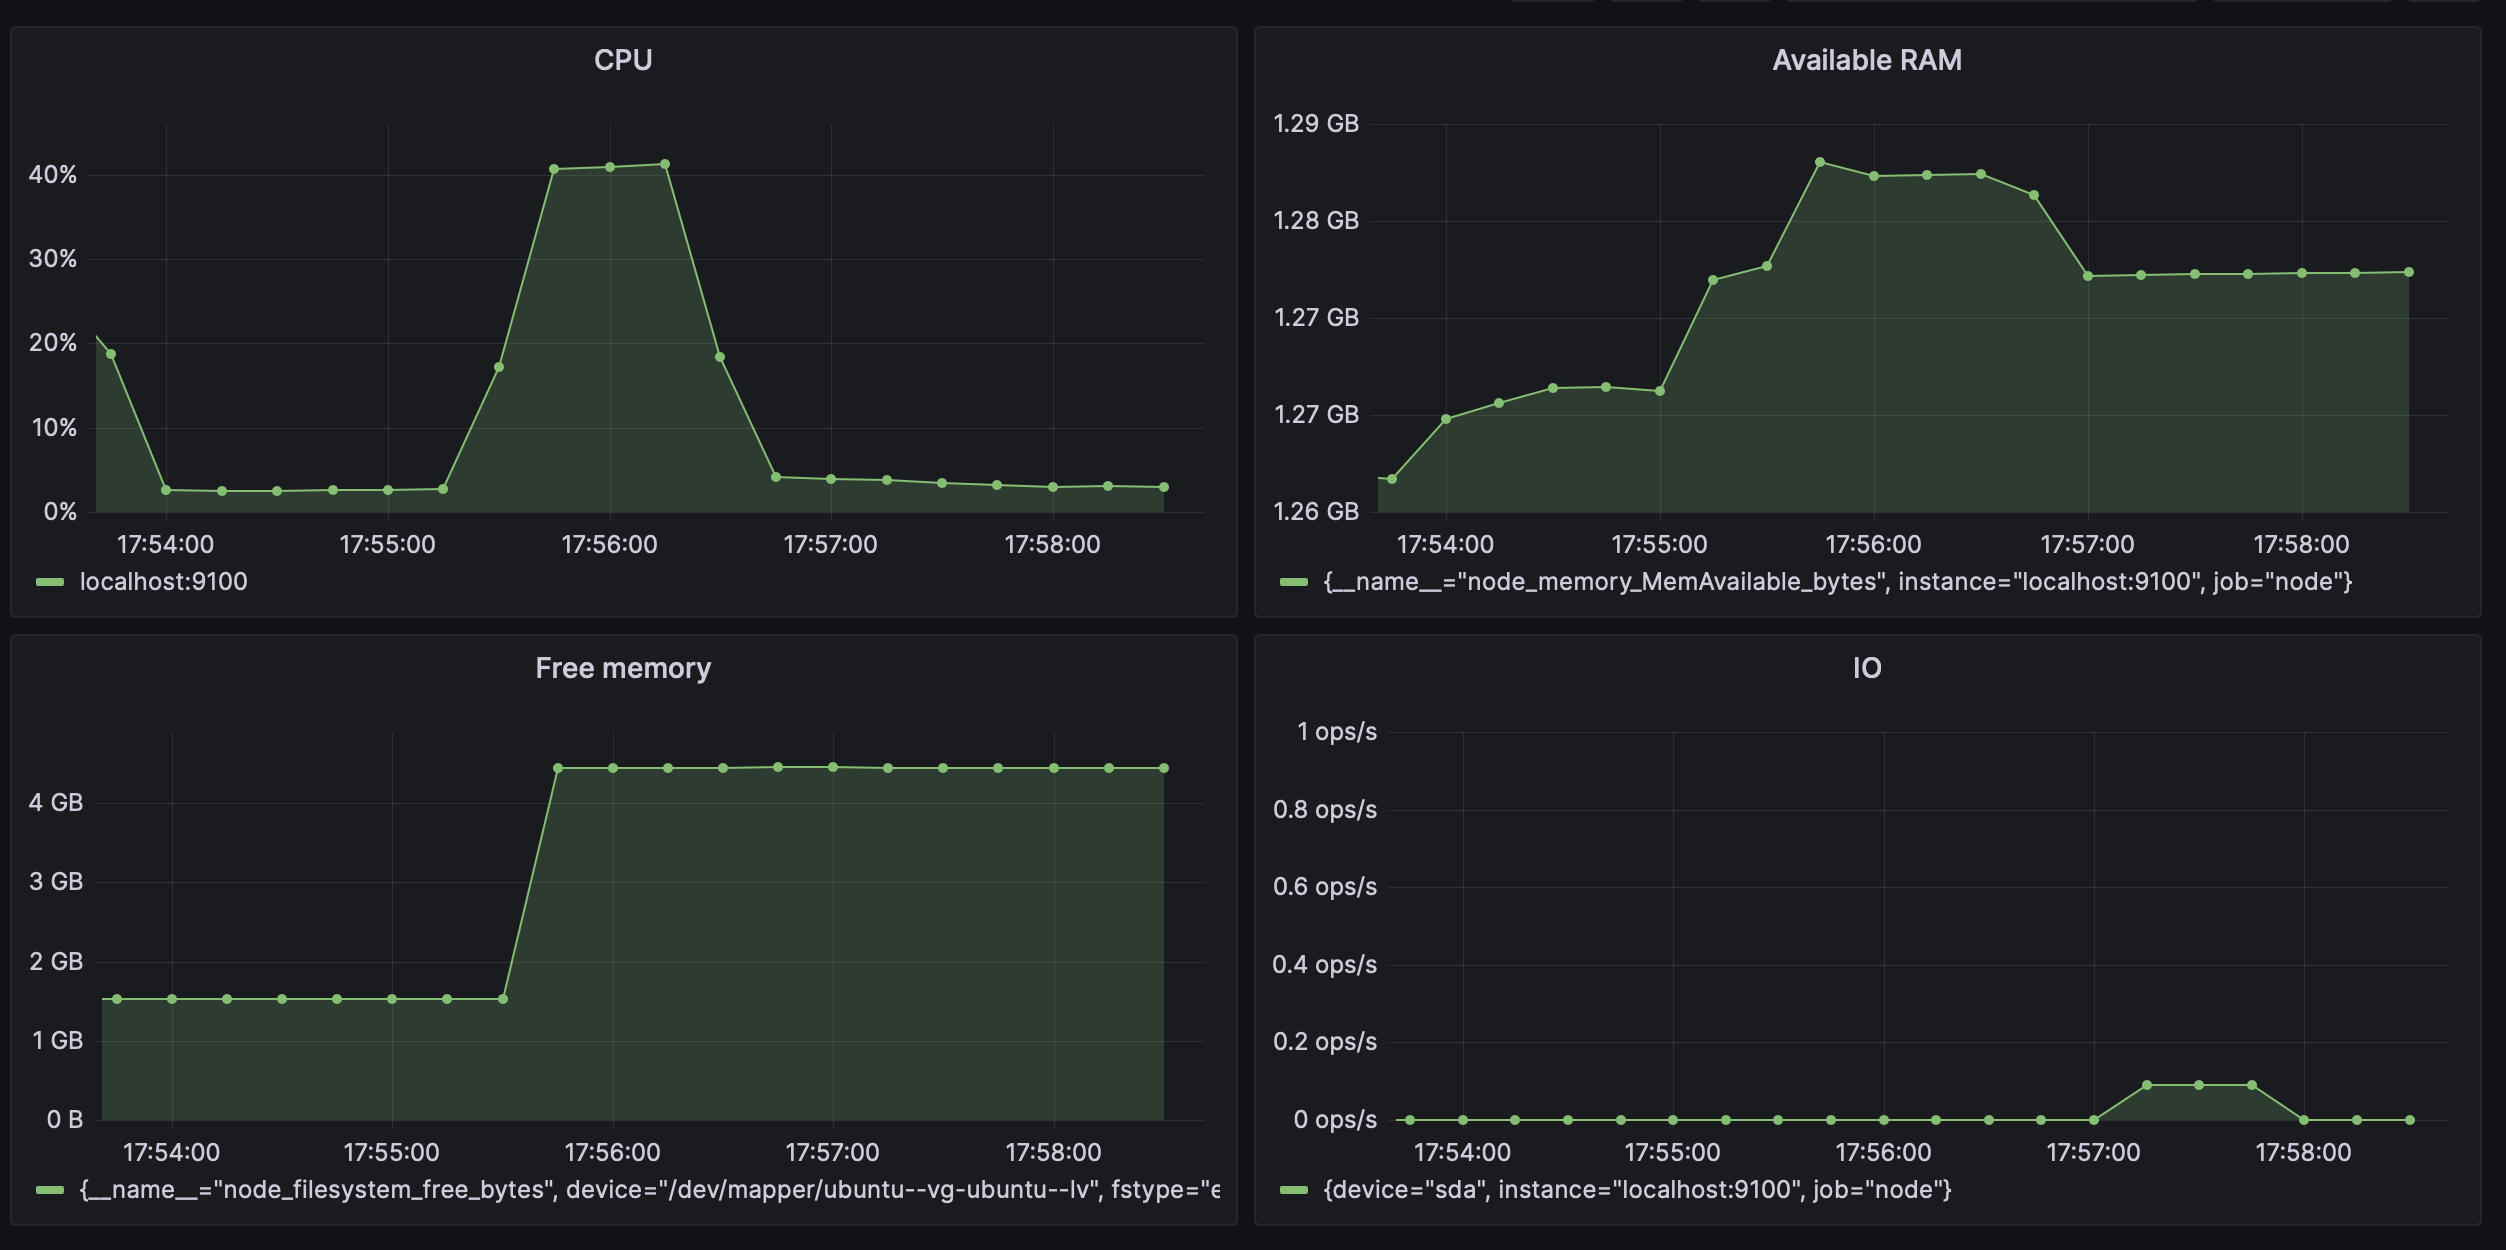 CPU
40%
30%
20%
10%
0%
17:54:00 17:55:00 17:56:00 17:57:00 17:58:00
localhost:9100
Available RAM
1.29 GB
1.28 GB
1.27 GB
1.27 GB
1.26 GB
17:54:00 17:55:00 17:56:00 17:57:00 17:58:00
{__name__="node_memory_MemAvailable_bytes", instance="localhost:9100", job="node"}
Free memory
4 GB
3 GB
2 GB
1 GB
0 B
17:54:00 17:55:00 17:56:00 17:57:00 17:58:00
{__name__="node_filesystem_free_bytes", device="/dev/mapper/ubuntu--vg-ubuntu--lv", fstype="e
IO
1 ops/s
0.8 ops/s
0.6 ops/s
0.4 ops/s
0.2 ops/s
0 ops/s
17:54:00 17:55:00 17:56:00 17:57:00 17:58:00
{device="sda", instance="localhost:9100", job="node"}